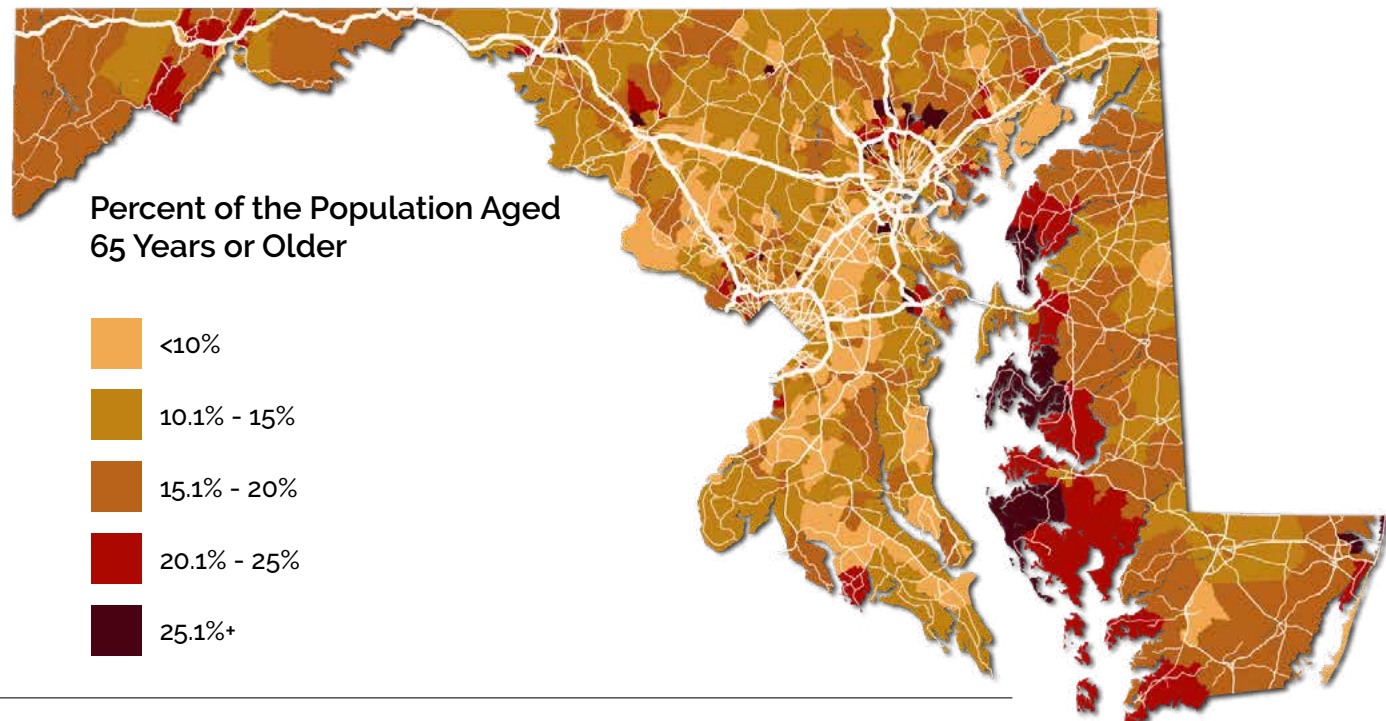 Percent of the Population Aged
65 Years or Older
<10%
10.1% - 15%
15.1% - 20%
20.1% - 25%
25.1%+